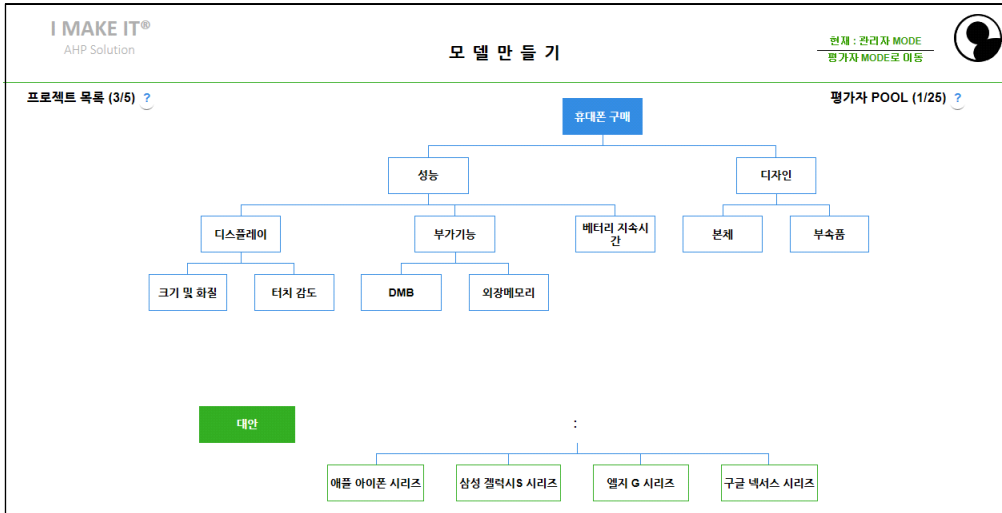 I MAKE IT®
AHP Solution
모 델 만 들 기
현재 : 관리자 MODE
평가자 MODE로 이동
프로젝트 목록 (3/5) ?
평가자 POOL (1/25) ?
휴대폰 구매
성능
디자인
디스플레이
부가기능
베터리 지속시
간
본체
부속품
크기 및 화질
터치 감도
DMB
외장메모리
대안
:
애플 아이폰 시리즈
삼성 겔럭시S 시리즈
엘지 G 시리즈
구글 넥서스 시리즈